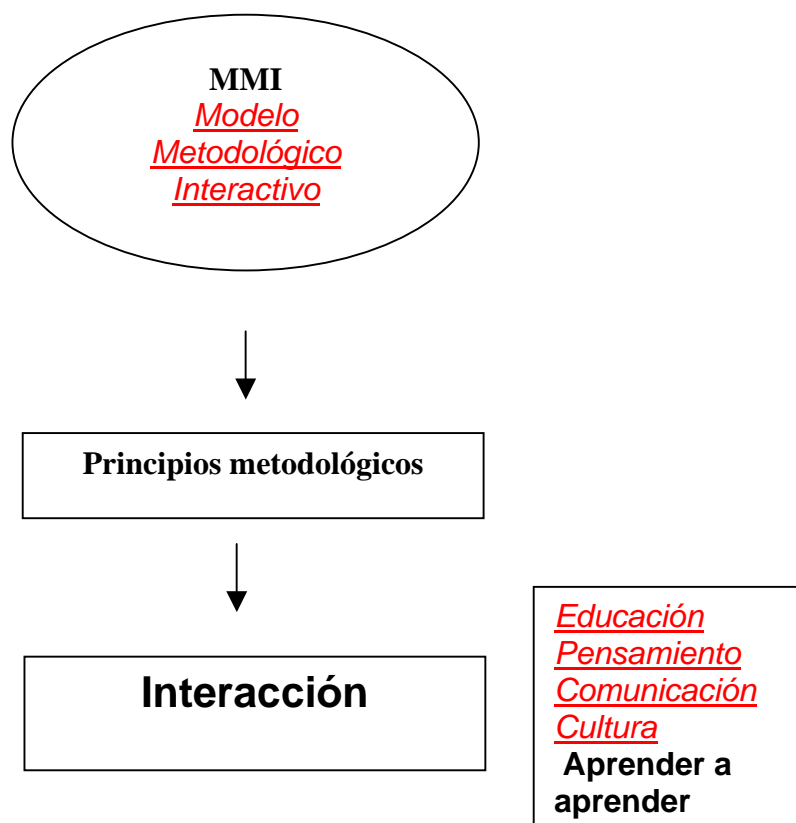 MMI
Modelo
Metodológico
Interactivo
Principios metodológicos
Interacción
Educación
Pensamiento
Comunicación
Cultura
Aprender a
aprender